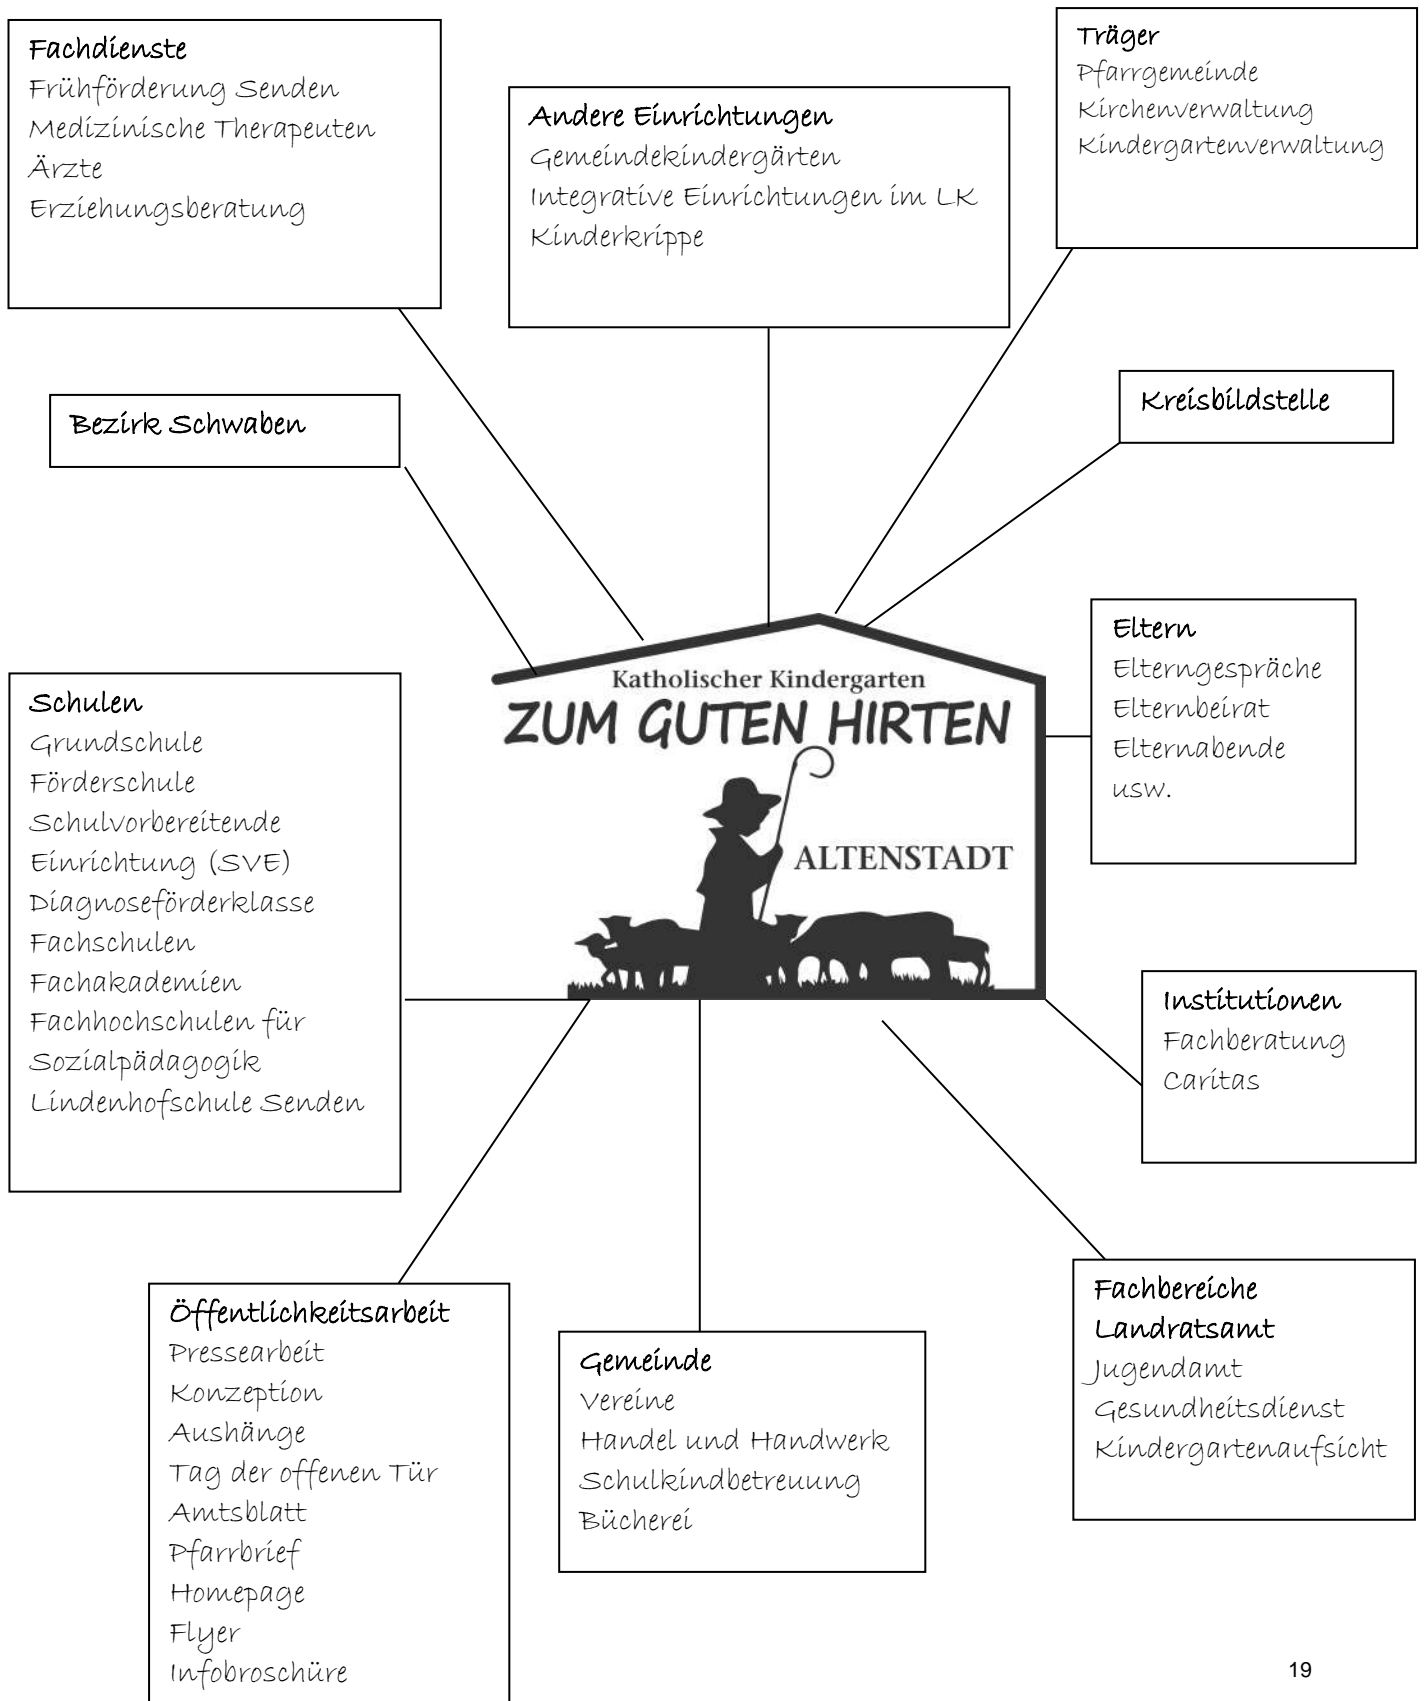 Fachdienste
Frühförderung Senden
Medizinische Therapeuten
Ärzte
Erziehungsberatung
Andere Einrichtungen
Gemeindekindergärten
Integrative Einrichtungen im LK
Kinderkrippe
Träger
Pfarrgemeinde
Kirchenverwaltung
Kindergartenverwaltung
Bezirk Schwaben
Kreisbildstelle
Katholischer Kindergarten
ZUM GUTEN HIRTEN
ALTENSTADT
Eltern
Elterngespräche
Elternbeirat
Elternabende
usw.
Schulen
Grundschule
Förderschule
Schulvorbereitende
Einrichtung (SVE)
Diagnoseförderklasse
Fachschulen
Fachakademien
Fachhochschulen für
Sozialpädagogik
Lindenhofschule Senden
Institutionen
Fachberatung
Caritas
Öffentlichkeitsarbeit
Pressearbeit
Konzeption
Aushänge
Tag der offenen Tür
Amtsblatt
Pfarrbrief
Homepage
Flyer
Infobroschüre
Gemeinde
Vereine
Handel und Handwerk
Schulkindbetreuung
Bücherei
Fachbereiche
Landratsamt
Jugendamt
Gesundheitsdienst
Kindergartenaufsicht
19